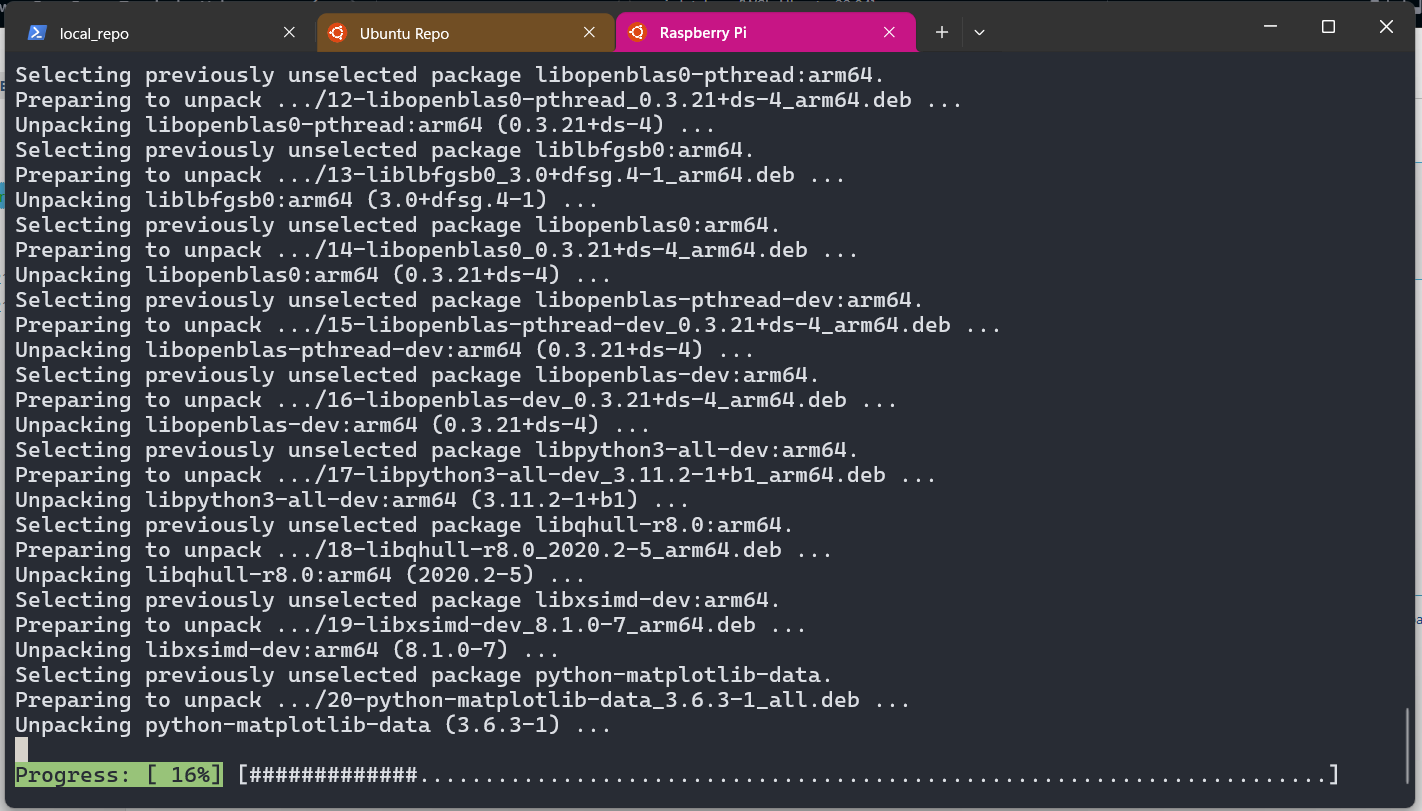 local_repo
Ubuntu Repo
Raspberry Pi
Selecting previously unselected package libopenblas0-pthread:arm64.
Preparing to unpack .../12-libopenblas0-pthread_0.3.21+ds-4_arm64.deb ...
Unpacking libopenblas0-pthread:arm64 (0.3.21+ds-4) ...
Selecting previously unselected package liblbfgsb0:arm64.
Preparing to unpack .../13-liblbfgsb0_3.0+dfsg.4-1_arm64.deb ...
Unpacking liblbfgsb0:arm64 (3.0+dfsg.4-1) ...
Selecting previously unselected package libopenblas0:arm64.
Preparing to unpack .../14-libopenblas0_0.3.21+ds-4_arm64.deb ...
Unpacking libopenblas0:arm64 (0.3.21+ds-4) ...
Selecting previously unselected package libopenblas-pthread-dev:arm64.
Preparing to unpack .../15-libopenblas-pthread-dev_0.3.21+ds-4_arm64.deb ...
Unpacking libopenblas-pthread-dev:arm64 (0.3.21+ds-4) ...
Selecting previously unselected package libopenblas-dev:arm64.
Preparing to unpack .../16-libopenblas-dev_0.3.21+ds-4_arm64.deb ...
Unpacking libopenblas-dev:arm64 (0.3.21+ds-4) ...
Selecting previously unselected package libpython3-all-dev:arm64.
Preparing to unpack .../17-libpython3-all-dev_3.11.2-1+b1_arm64.deb ...
Unpacking libpython3-all-dev:arm64 (3.11.2-1+b1) ...
Selecting previously unselected package libqhull-r8.0:arm64.
Preparing to unpack .../18-libqhull-r8.0_2020.2-5_arm64.deb ...
Unpacking libqhull-r8.0:arm64 (2020.2-5) ...
Selecting previously unselected package libxsimd-dev:arm64.
Preparing to unpack .../19-libxsimd-dev_8.1.0-7_arm64.deb ...
Unpacking libxsimd-dev:arm64 (8.1.0-7) ...
Selecting previously unselected package python-matplotlib-data.
Preparing to unpack .../20-python-matplotlib-data_3.6.3-1_all.deb ...
Unpacking python-matplotlib-data (3.6.3-1) ...
Progress: [ 16%] [#############......................................................................]